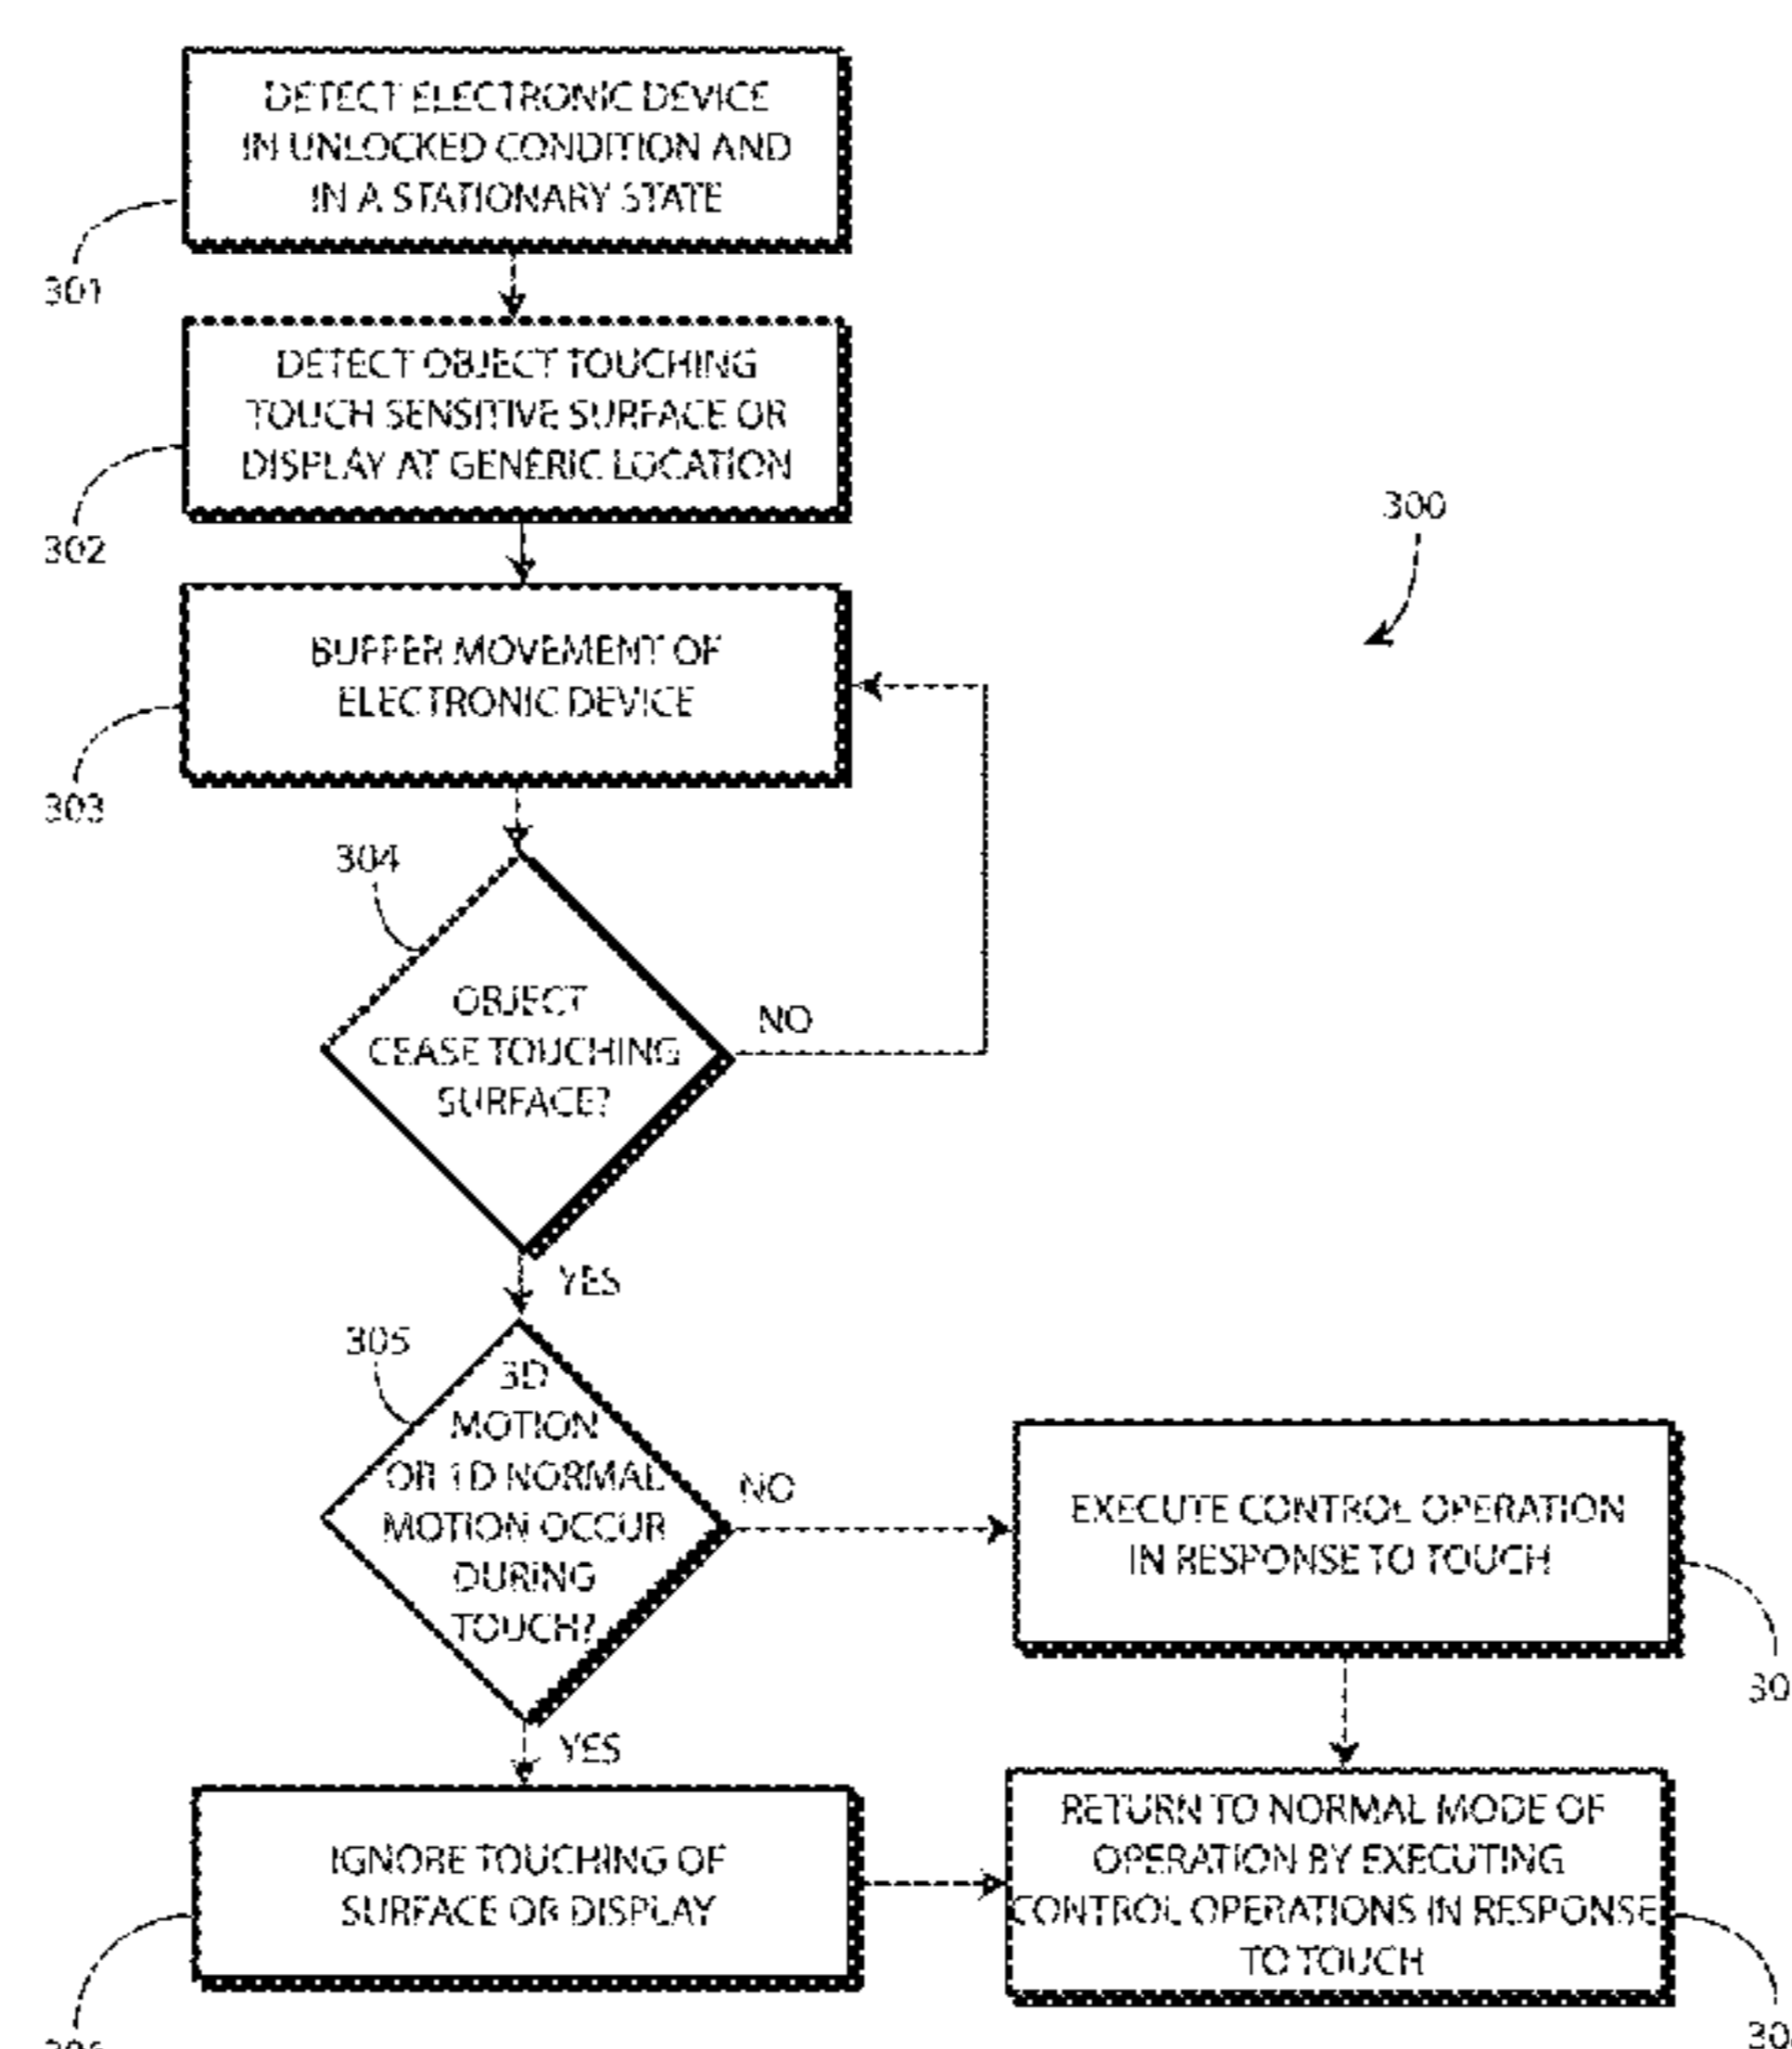 DETECT ELECTRONIC DEVICE
IN UNLOCKED CONDITION AND
IN A STATIONARY STATE
301
DETECT OBJECT TOUCHING
TOUCH SENSITIVE SURFACE OR
DISPLAY AT GENERIC LOCATION
302
300
BUFFER MOVEMENT OF
ELECTRONIC DEVICE
303
304
OBJECT
CEASE TOUCHING
SURFACE?
NO
YES
305
3D
MOTION
OR 1D NORMAL
MOTION OCCUR
DURING
TOUCH?
NO
YES
EXECUTE CONTROL OPERATION
IN RESPONSE TO TOUCH
30
IGNORE TOUCHING OF
SURFACE OR DISPLAY
RETURN TO NORMAL MODE OF
OPERATION BY EXECUTING
CONTROL OPERATIONS IN RESPONSE
TO TOUCH
30